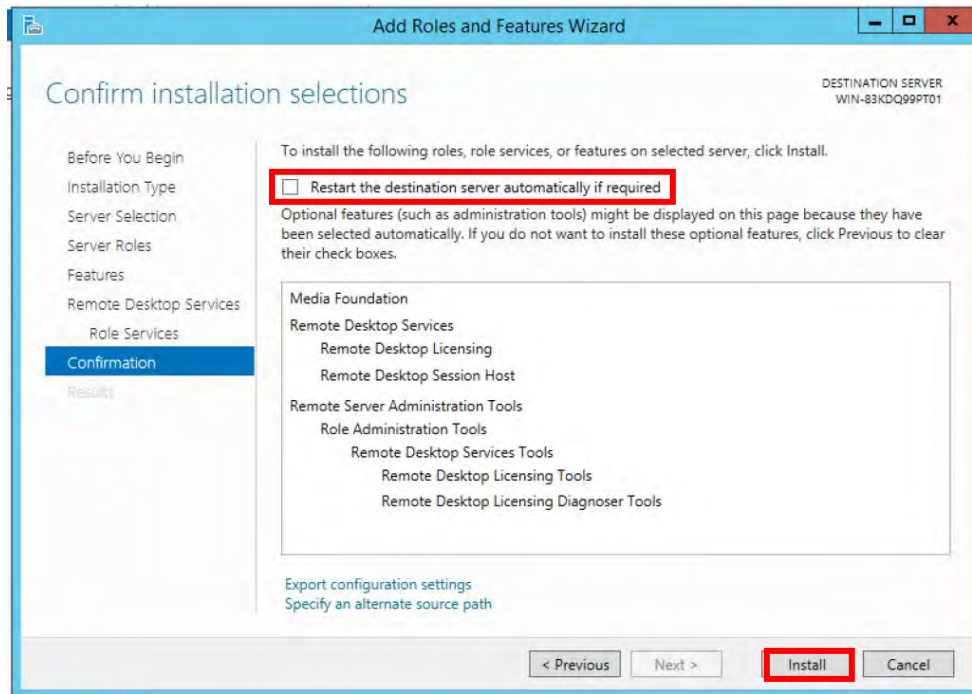 Add Roles and Features Wizard
Confirm installation selections
DESTINATION SERVER
WIN-83KDQ99PT01
Before You Begin
Installation Type
Server Selection
Server Roles
Features
Remote Desktop Services
Role Services
Confirmation
Results
To install the following roles, role services, or features on selected server, click Install.
Restart the destination server automatically if required
Optional features (such as administration tools) might be displayed on this page because they have
been selected automatically. If you do not want to install these optional features, click Previous to clear
their check boxes.
Media Foundation
Remote Desktop Services
Remote Desktop Licensing
Remote Desktop Session Host
Remote Server Administration Tools
Role Administration Tools
Remote Desktop Services Tools
Remote Desktop Licensing Tools
Remote Desktop Licensing Diagnoser Tools
Export configuration settings
Specify an alternate source path
< Previous
Next >
Install
Cancel